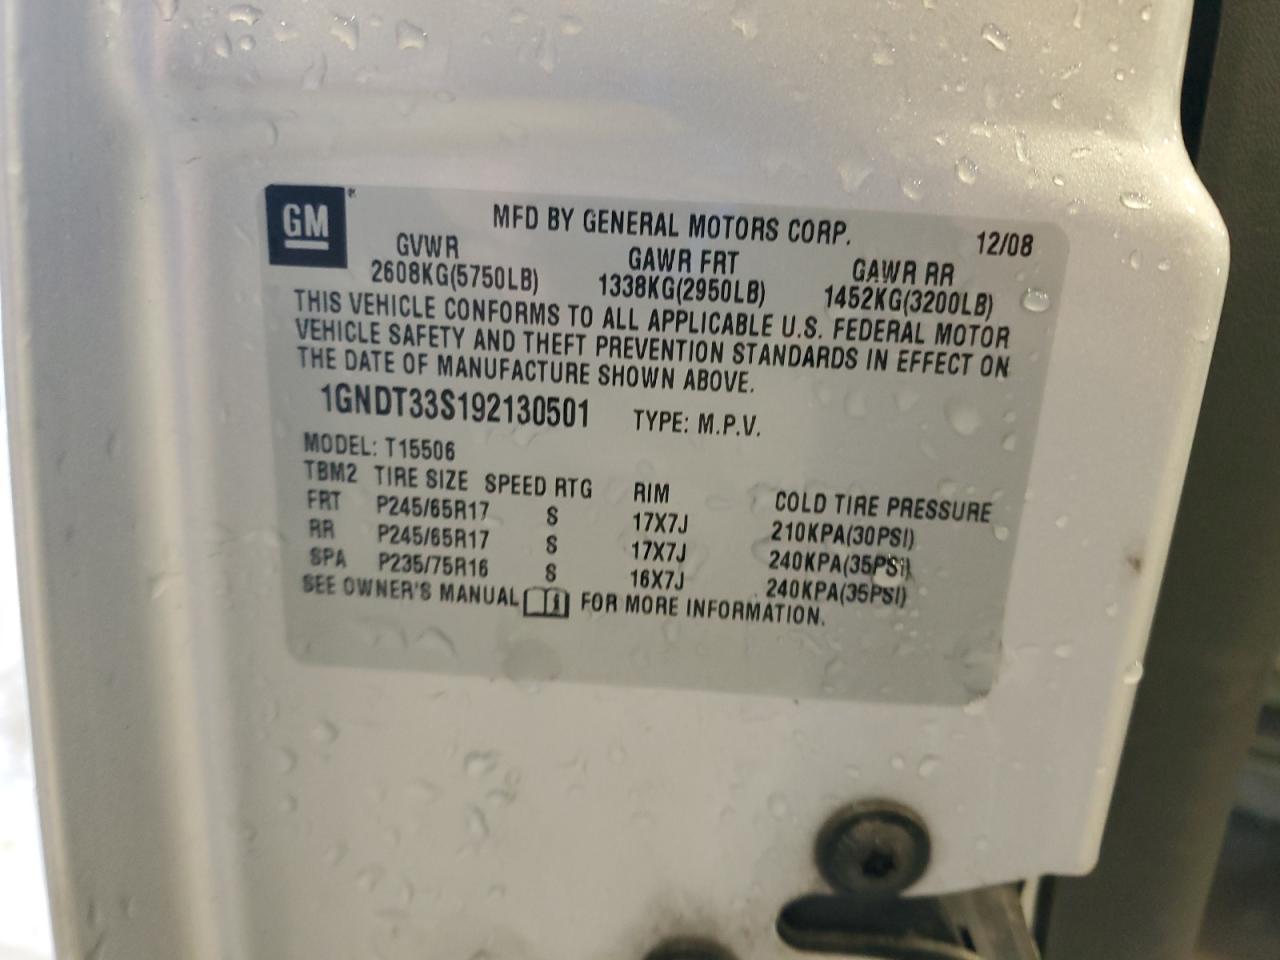 GM
MFD BY GENERAL MOTORS CORP. 12/08
GVWR GAWR FRT GAWR RR
2608KG(5750LB) 1338KG(2950LB) 1452KG(3200LB)
THIS VEHICLE CONFORMS TO ALL APPLICABLE U.S. FEDERAL MOTOR
VEHICLE SAFETY AND THEFT PREVENTION STANDARDS IN EFFECT ON
THE DATE OF MANUFACTURE SHOWN ABOVE.
1GNDT33S192130501 TYPE: M.P.V.
MODEL: T15506
TBM2 TIRE SIZE SPEED RTG RIM COLD TIRE PRESSURE
FRT P245/65R17 S 17X7J 210KPA(30PSI)
RR P245/65R17 S 17X7J 240KPA(35PSI)
SPA P235/75R16 S 16X7J 240KPA(35PSI)
SEE OWNER'S MANUAL FOR MORE INFORMATION.